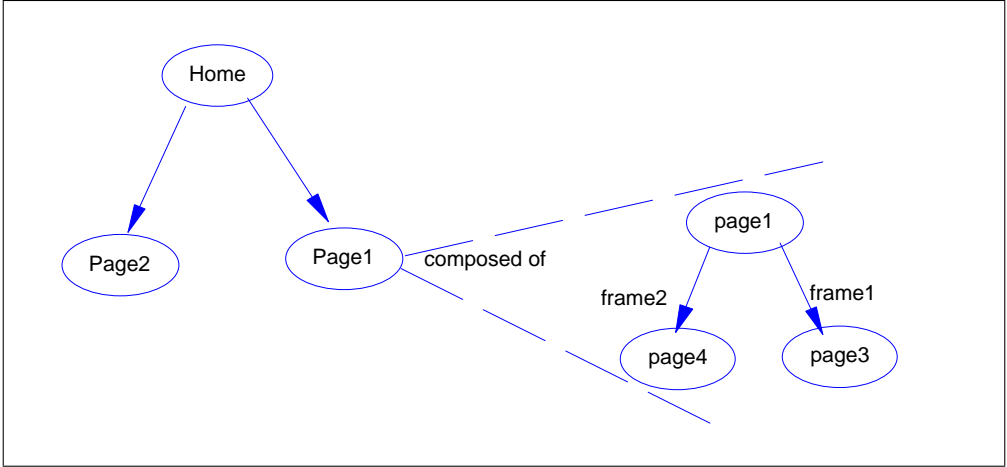 Home
Page2
Page1
composed of
page1
frame2
frame1
page4
page3